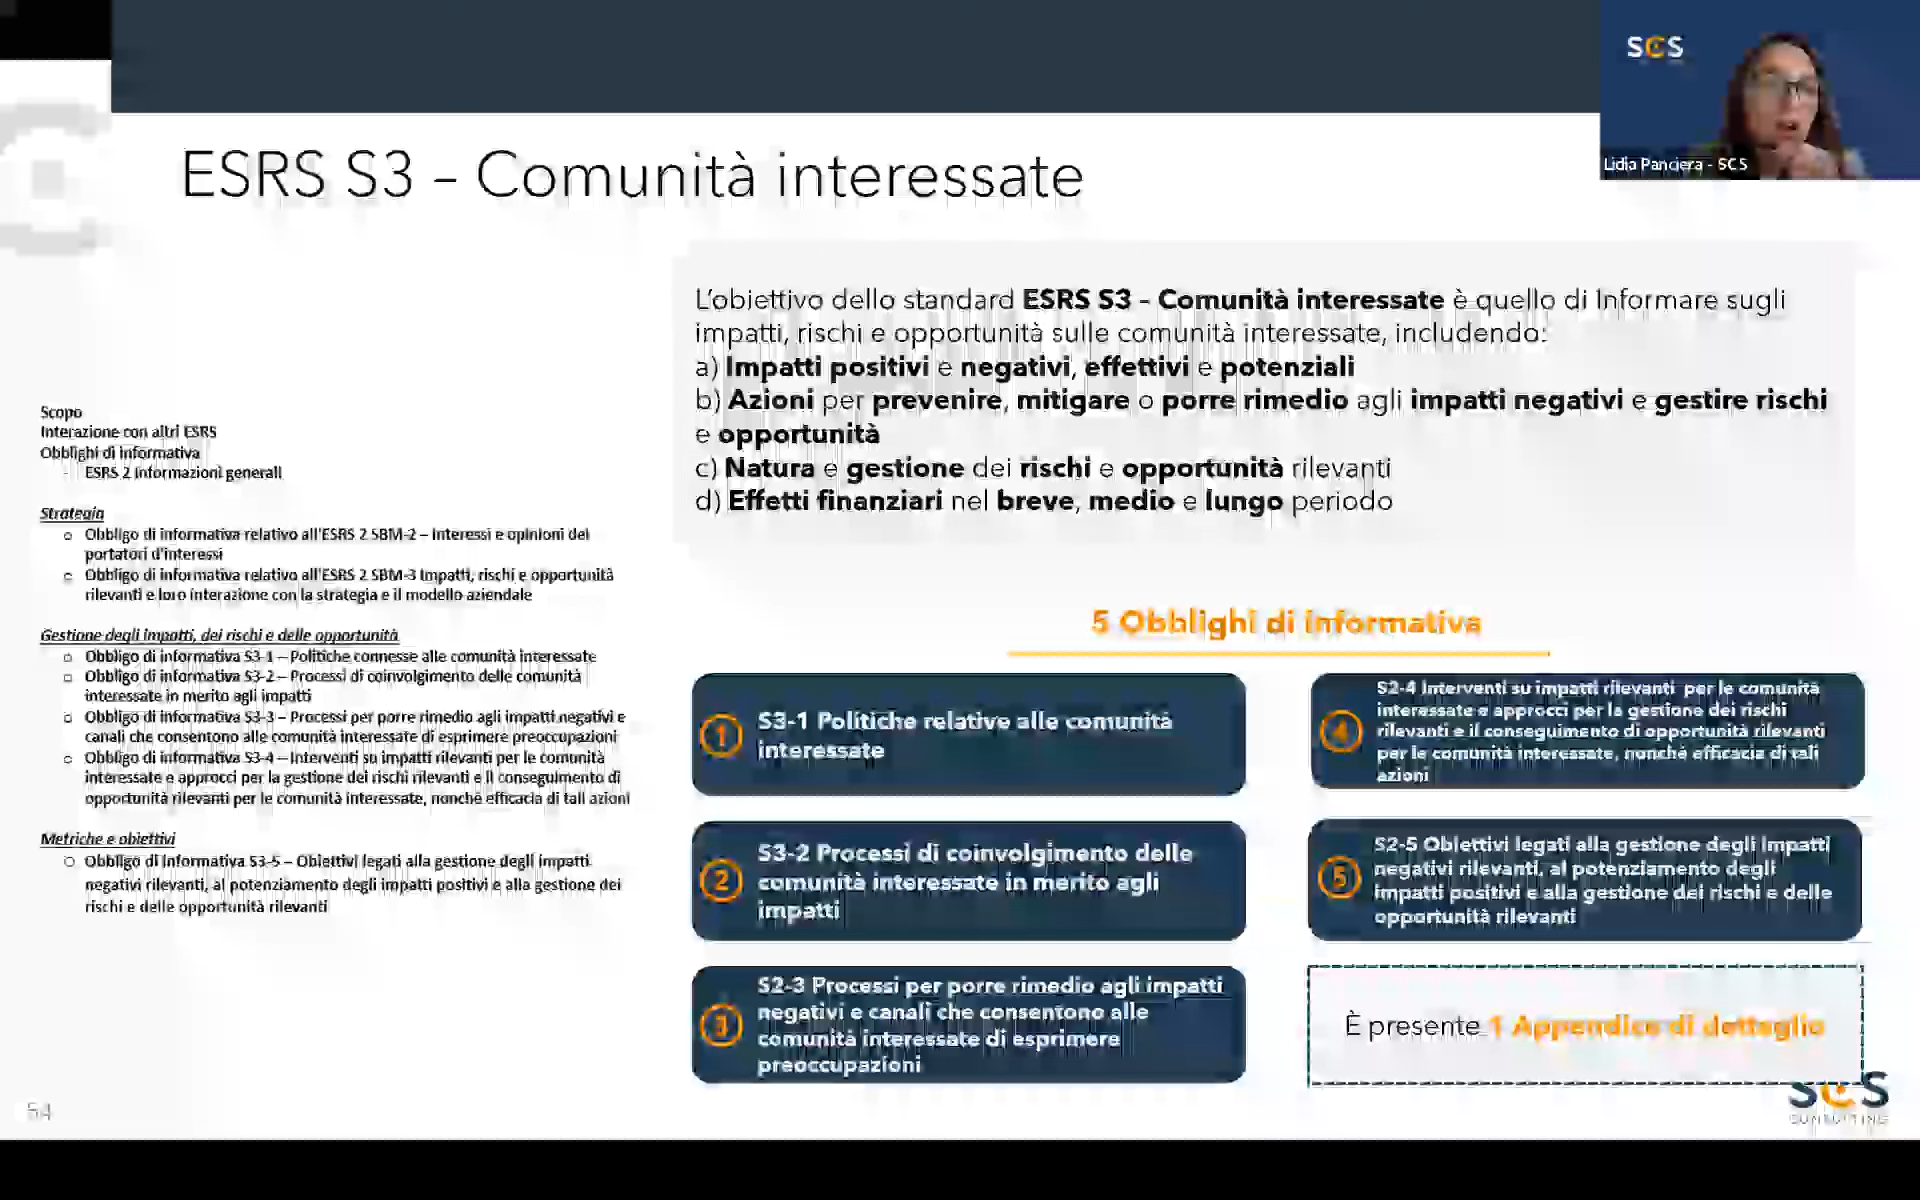 SCS
Lidia Panciera - SCS
ESRS S3 – Comunità interessate
L'obiettivo dello standard ESRS S3 - Comunità interessate è quello di Informare sugli
impatti, rischi e opportunità sulle comunità interessate, includendo:
a) Impatti positivi e negativi, effettivi e potenziali
b) Azioni per prevenire, mitigare o porre rimedio agli impatti negativi e gestire rischi
e opportunità
c) Natura e gestione dei rischi e opportunità rilevanti
d) Effetti finanziari nel breve, medio e lungo periodo
Scopo
Interazione con altri ESRS
Obblighi di informativa
- ESRS 2 Informazioni generali
Strategia
o Obbligo di informativa relativo all'ESRS 2 SBM-2 – Interessi e opinioni dei
portatori d'interessi
o Obbligo di informativa relativo all'ESRS 2 SBM-3 Impatti, rischi e opportunità
rilevanti e loro interazione con la strategia e il modello aziendale
Gestione degli impatti, dei rischi e delle opportunità
o Obbligo di informativa S3-1 – Politiche connesse alle comunità interessate
o Obbligo di informativa S3-2 – Processi di coinvolgimento delle comunità
interessate in merito agli impatti
o Obbligo di informativa S3-3 – Processi per porre rimedio agli impatti negativi e
canali che consentono alle comunità interessate di esprimere preoccupazioni
o Obbligo di informativa S3-4 – Interventi su impatti rilevanti per le comunità
interessate e approcci per la gestione dei rischi rilevanti e il conseguimento di
opportunità rilevanti per le comunità interessate, nonché efficacia di tali azioni
Metriche e obiettivi
o Obbligo di informativa S3-5 – Obiettivi legati alla gestione degli impatti
negativi rilevanti, al potenziamento degli impatti positivi e alla gestione dei
rischi e delle opportunità rilevanti
5 Obblighi di informativa
1 S3-1 Politiche relative alle comunità
interessate
2 S3-2 Processi di coinvolgimento delle
comunità interessate in merito agli
impatti
3 S2-3 Processi per porre rimedio agli impatti
negativi e canali che consentono alle
comunità interessate di esprimere
preoccupazioni
4 S2-4 Interventi su impatti rilevanti per le comunità
interessate e approcci per la gestione dei rischi
rilevanti e il conseguimento di opportunità rilevanti
per le comunità interessate, nonché efficacia di tali
azioni
5 S2-5 Obiettivi legati alla gestione degli impatti
negativi rilevanti, al potenziamento degli
impatti positivi e alla gestione dei rischi e delle
opportunità rilevanti
È presente 1 Appendice di dettaglio
54
SCS
CONSULTING